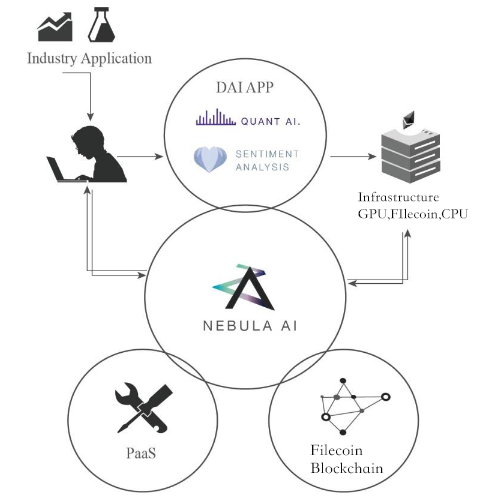 Industry Application
DAI APP
QUANT AI.
SENTIMENT
ANALYSIS
Infrastructure
GPU,FIlecoin,CPU
NEBULA AI
PaaS
Filecoin
Blockchain